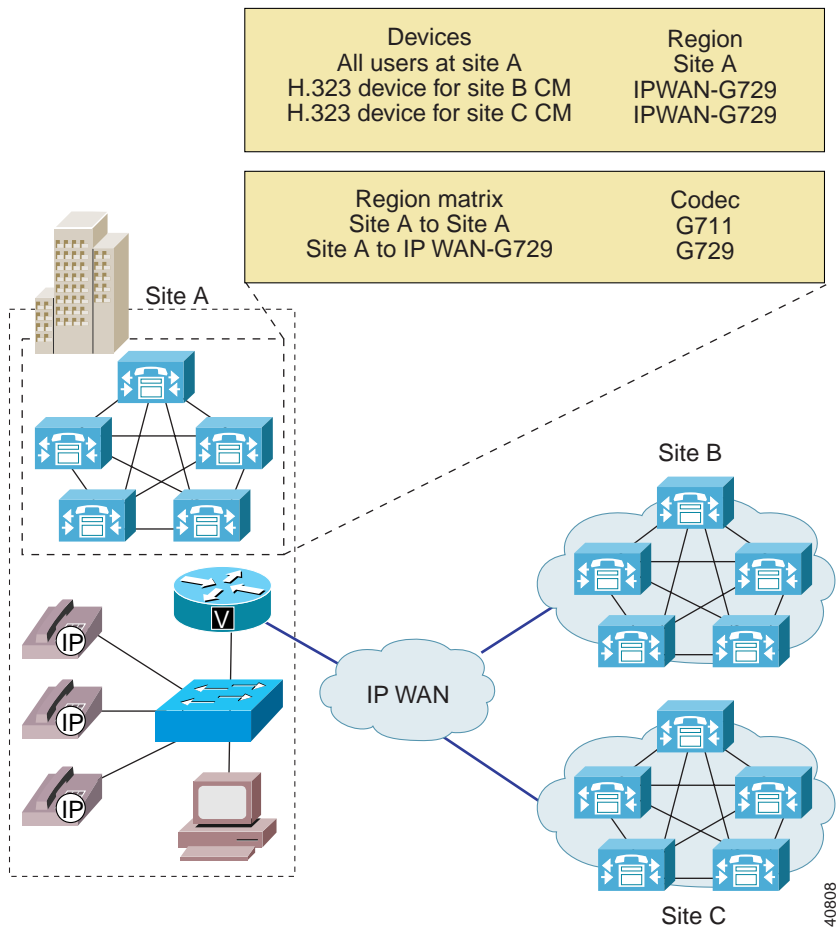 Devices Region
All users at site A Site A
H.323 device for site B CM IPWAN-G729
H.323 device for site C CM IPWAN-G729
Region matrix Codec
Site A to Site A G711
Site A to IP WAN-G729 G729
Site A
Site B
V
IP
IP WAN
IP
IP
Site C
40808